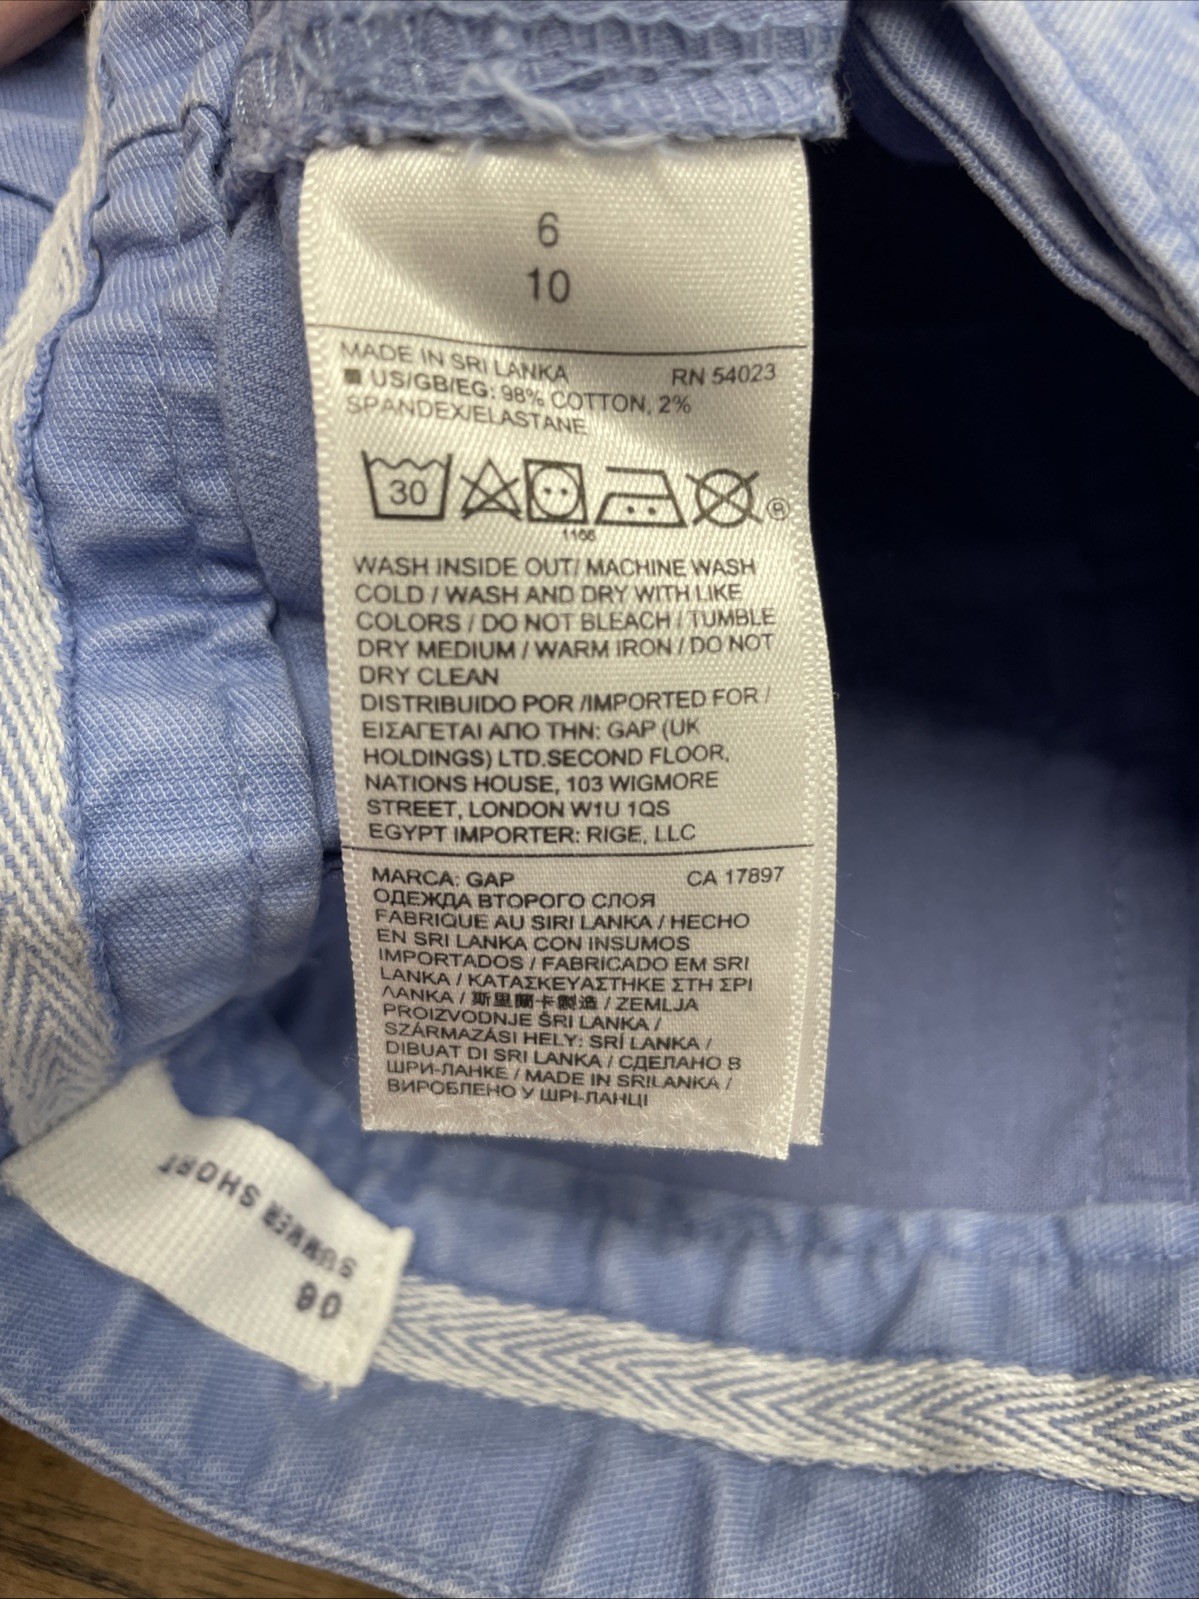 6
10
MADE IN SRI LANKA RN 54023
US/GB/EG: 98% COTTON, 2%
SPANDEX/ELASTANE
30
1166
®
WASH INSIDE OUT/ MACHINE WASH
COLD / WASH AND DRY WITH LIKE
COLORS / DO NOT BLEACH / TUMBLE
DRY MEDIUM / WARM IRON / DO NOT
DRY CLEAN
DISTRIBUIDO POR /IMPORTED FOR /
ΕΙΣΑΓΕΤΑΙ ΑΠΟ ΤΗΝ: GAP (UK
HOLDINGS) LTD.SECOND FLOOR,
NATIONS HOUSE, 103 WIGMORE
STREET, LONDON W1U 1QS
EGYPT IMPORTER: RIGE, LLC
MARCA: GAP CA 17897
ОДЕЖДА ВТОРОГО СЛОЯ
FABRIQUE AU SIRI LANKA / HECHO
EN SRI LANKA CON INSUMOS
IMPORTADOS / FABRICADO EM SRI
LANKA / ΚΑΤΑΣΚΕΥΑΣΤΗΚΕ ΣΤΗ ΣΡΙ
ΛΑΝΚΑ / 斯里蘭卡製造 / ZEMLJA
PROIZVODNJE ŠRI LANKA /
SZÁRMAZÁSI HELY: SRÍ LANKA /
DIBUAT DI SRI LANKA / СДЕЛАНО В
ШРИ-ЛАНКЕ / MADE IN SRILANKA /
ВИРОБЛЕНО У ШРІ-ЛАНЦІ
06
SUMMER SHORT